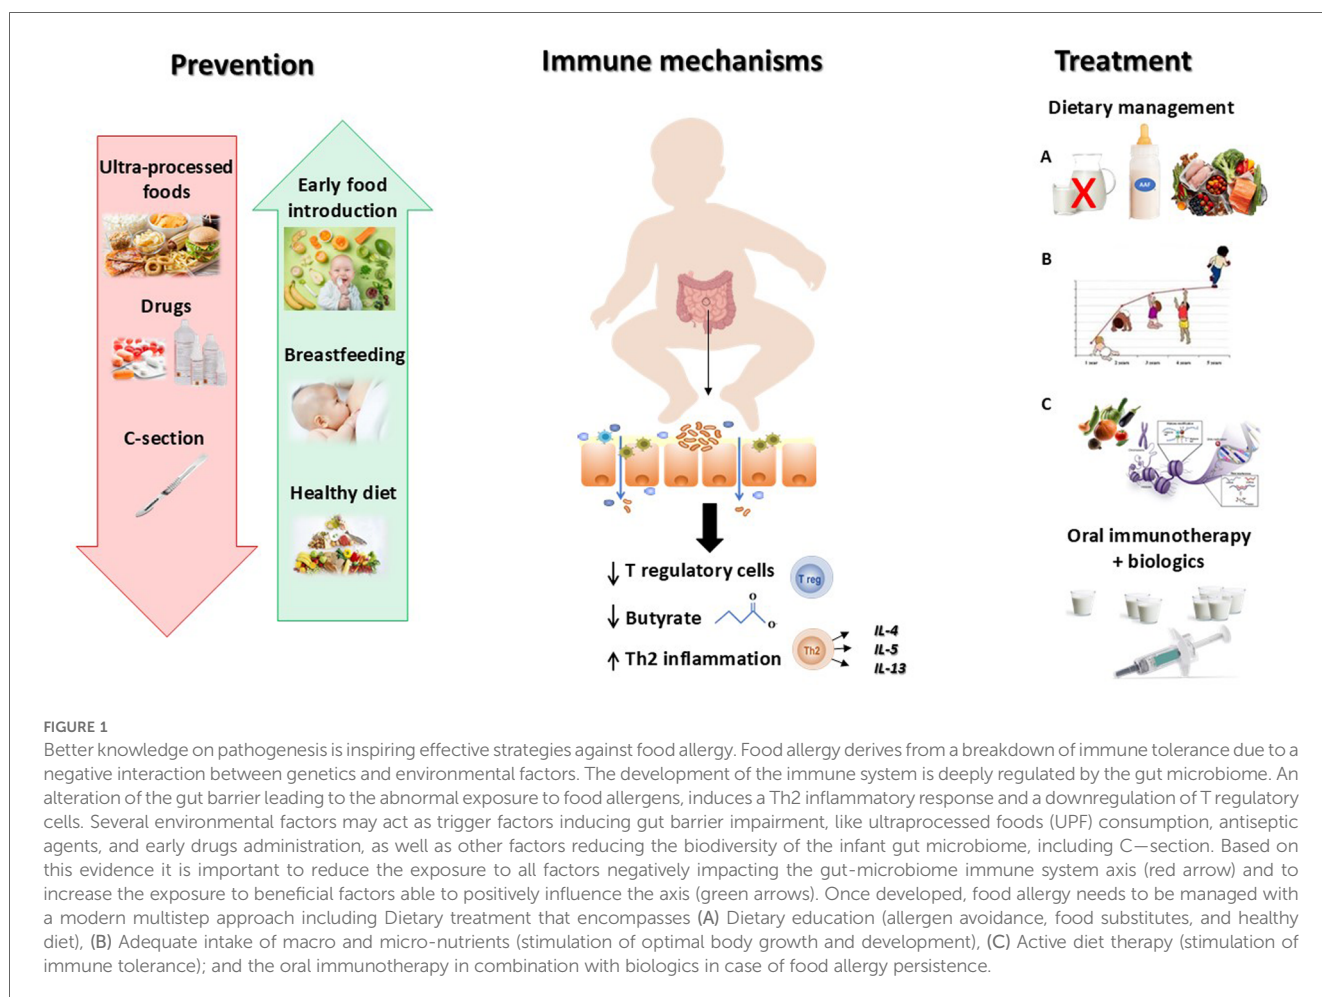 Prevention
Immune mechanisms
Treatment
Ultra-processed
foods
Drugs
C-section
Early food
introduction
Breastfeeding
Healthy diet
↓ T regulatory cells
T reg
↓ Butyrate
O
O-
↑ Th2 inflammation
Th2
IL-4
IL-5
IL-13
Dietary management
A
X
AAF
B
1 year 2 years 3 years 4 years 5 years
C
Oral immunotherapy
+ biologics
FIGURE 1
Better knowledge on pathogenesis is inspiring effective strategies against food allergy. Food allergy derives from a breakdown of immune tolerance due to a
negative interaction between genetics and environmental factors. The development of the immune system is deeply regulated by the gut microbiome. An
alteration of the gut barrier leading to the abnormal exposure to food allergens, induces a Th2 inflammatory response and a downregulation of T regulatory
cells. Several environmental factors may act as trigger factors inducing gut barrier impairment, like ultraprocessed foods (UPF) consumption, antiseptic
agents, and early drugs administration, as well as other factors reducing the biodiversity of the infant gut microbiome, including C—section. Based on
this evidence it is important to reduce the exposure to all factors negatively impacting the gut-microbiome immune system axis (red arrow) and to
increase the exposure to beneficial factors able to positively influence the axis (green arrows). Once developed, food allergy needs to be managed with
a modern multistep approach including Dietary treatment that encompasses (A) Dietary education (allergen avoidance, food substitutes, and healthy
diet), (B) Adequate intake of macro and micro-nutrients (stimulation of optimal body growth and development), (C) Active diet therapy (stimulation of
immune tolerance); and the oral immunotherapy in combination with biologics in case of food allergy persistence.